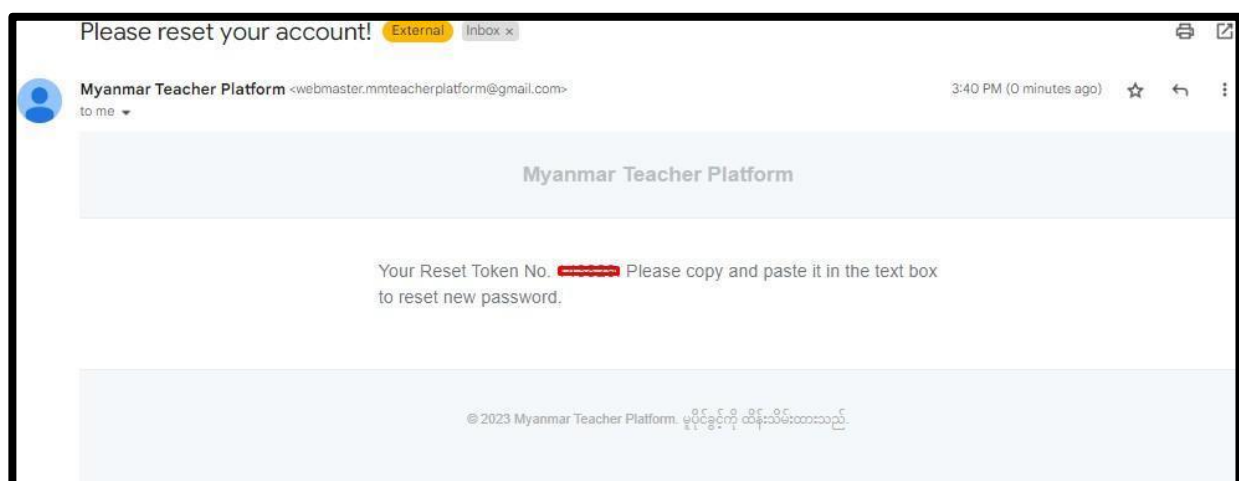 Please reset your account! External Inbox ×
Myanmar Teacher Platform <webmaster.mmteacherplatform@gmail.com> 3:40 PM (0 minutes ago)
to me
Myanmar Teacher Platform
Your Reset Token No. Please copy and paste it in the text box
to reset new password.
© 2023 Myanmar Teacher Platform. မူပိုင်ခွင့်ကို ထိန်းသိမ်းထားသည်.